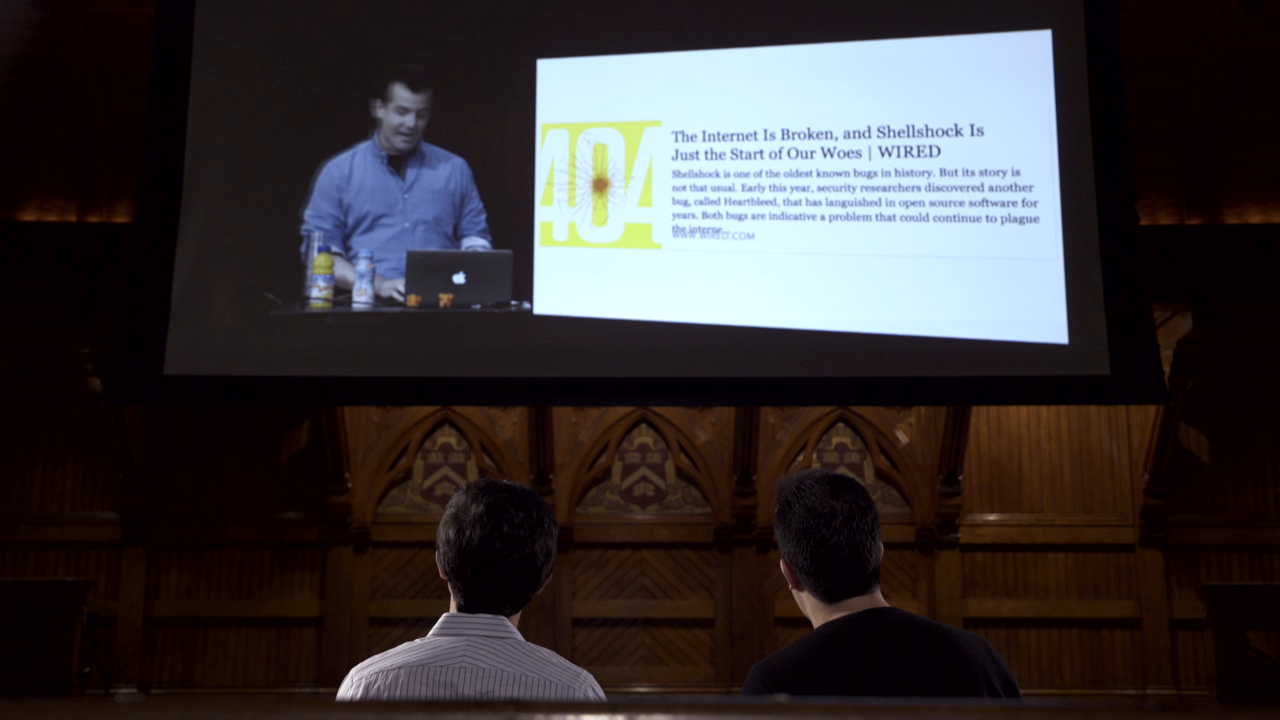 404
The Internet Is Broken, and Shellshock Is
Just the Start of Our Woes | WIRED
Shellshock is one of the oldest known bugs in history. But its story is
not that usual. Early this year, security researchers discovered another
bug, called Heartbleed, that has languished in open source software for
years. Both bugs are indicative a problem that could continue to plague
the interne...
WWW.WIRED.COM